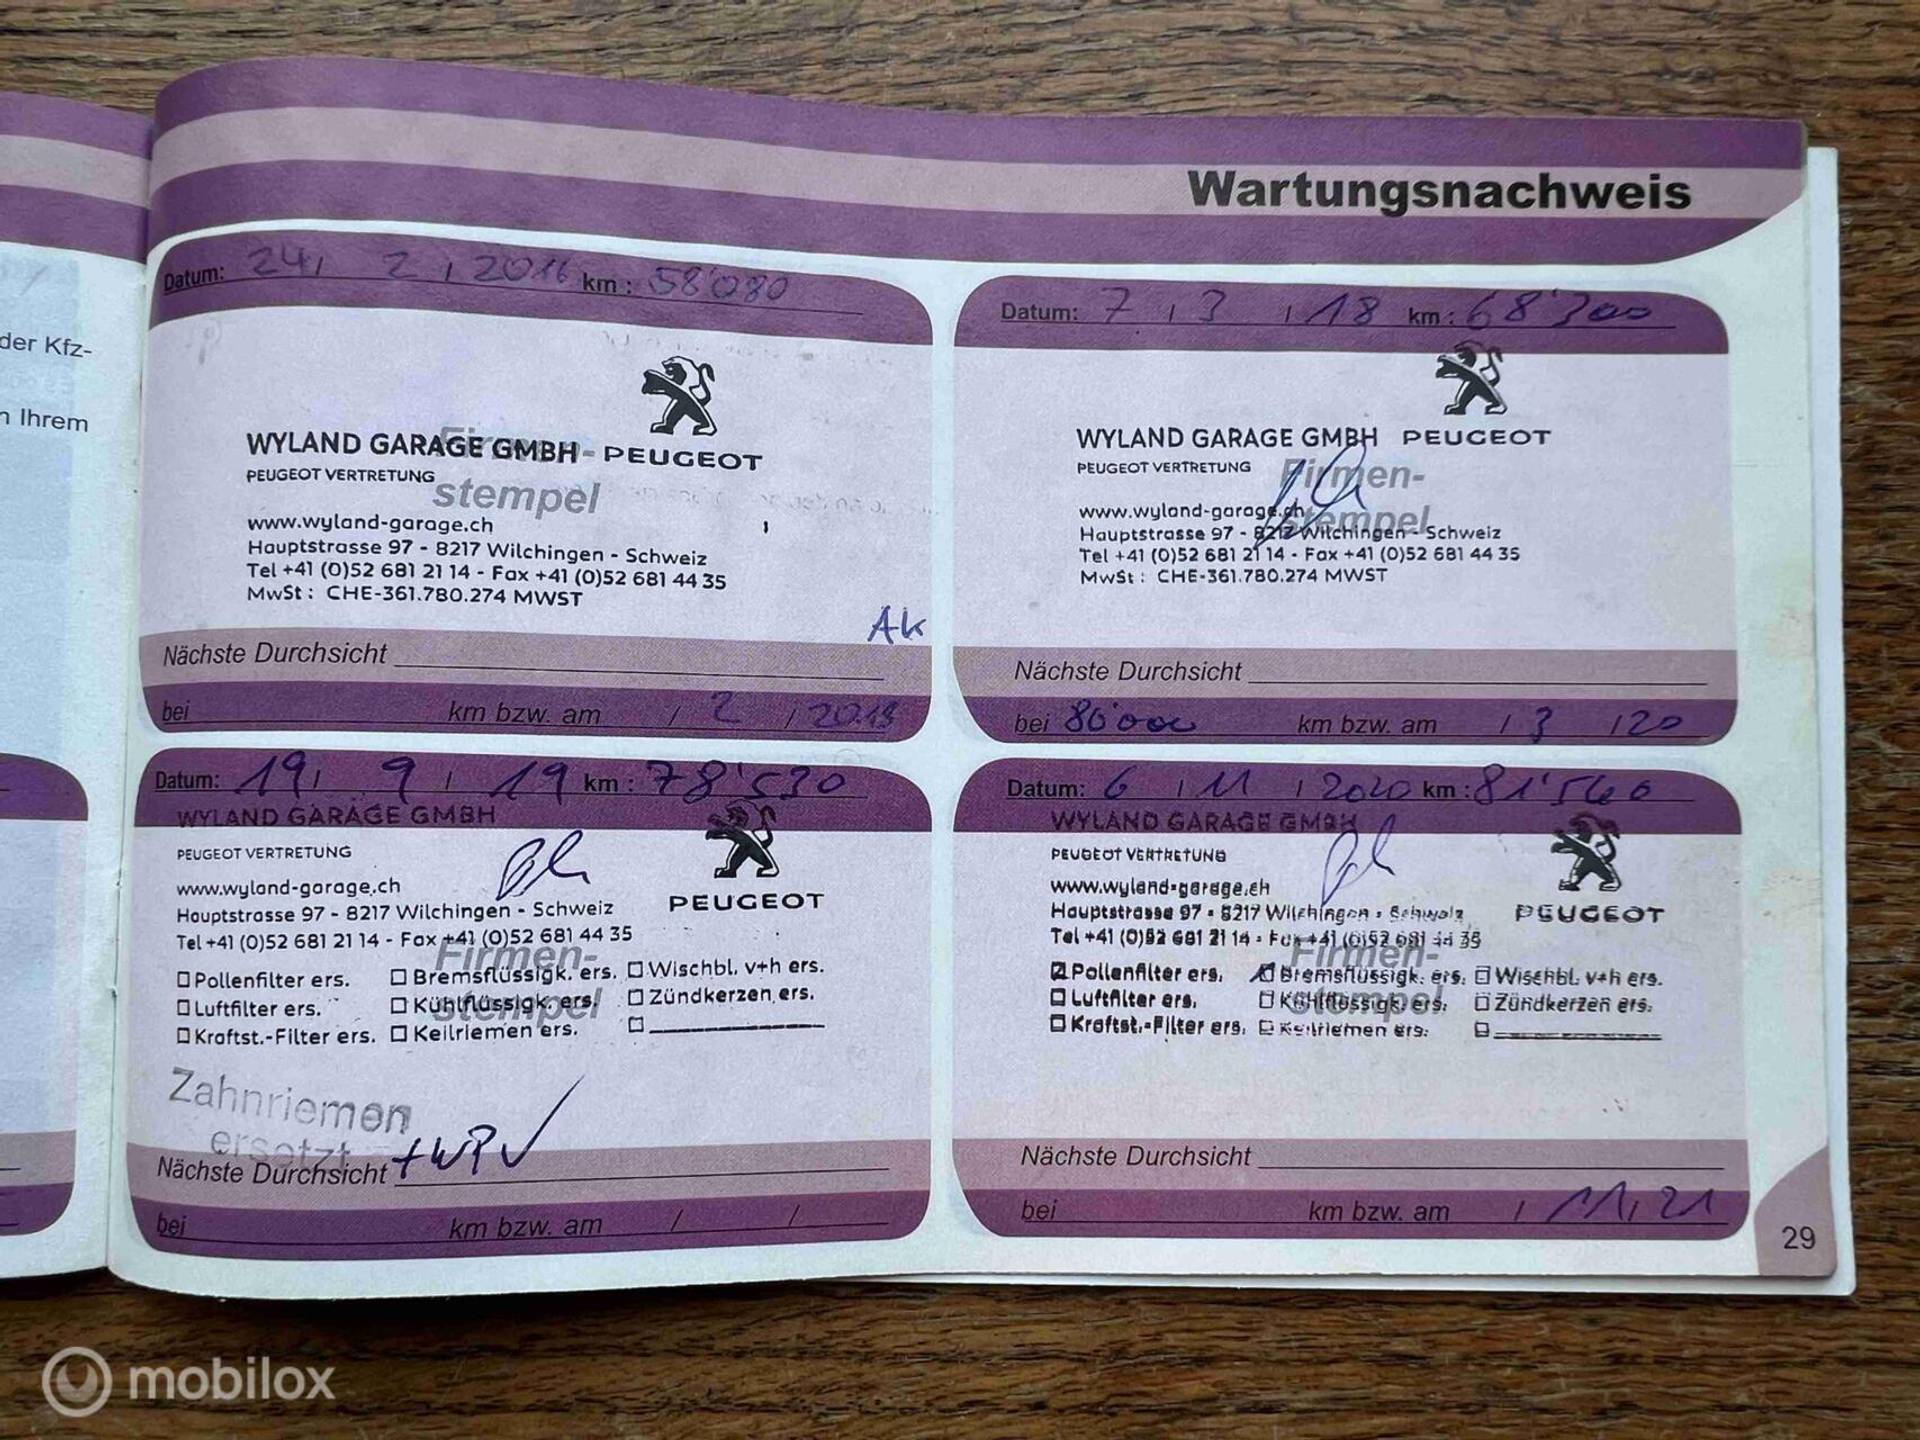 der Kfz-
n Ihrem
Wartungsnachweis
Datum: 24 / 2 / 2016 km : 58'080
WYLAND GARAGE GMBH
PEUGEOT
PEUGEOT VERTRETUNG
Firmen-
stempel
www.wyland-garage.ch
Hauptstrasse 97 - 8217 Wilchingen - Schweiz
Tel +41 (0)52 681 21 14 - Fax +41 (0)52 681 44 35
MwSt : CHE-361.780.274 MWST
AK
Nächste Durchsicht
bei km bzw. am / 2 / 2018
Datum: 7 / 3 / 18 km : 68'300
WYLAND GARAGE GMBH PEUGEOT
PEUGEOT VERTRETUNG
Firmen-
stempel
www.wyland-garage.ch
Hauptstrasse 97 - 8217 Wilchingen - Schweiz
Tel +41 (0)52 681 21 14 - Fax +41 (0)52 681 44 35
MwSt : CHE-361.780.274 MWST
Nächste Durchsicht
bei 80'000 km bzw. am / 3 / 20
Datum: 19 / 9 / 19 km : 78'530
WYLAND GARAGE GMBH
PEUGEOT VERTRETUNG
www.wyland-garage.ch
PEUGEOT
Hauptstrasse 97 - 8217 Wilchingen - Schweiz
Tel +41 (0)52 681 21 14 - Fax +41 (0)52 681 44 35
Firmen-
stempel
Pollenfilter ers. Bremsflüssigk. ers. Wischbl. v+h ers.
Luftfilter ers. Kühlflüssigk. ers. Zündkerzen ers.
Kraftst.-Filter ers. Keilriemen ers.
Zahnriemen
ersetzt
+WP
Nächste Durchsicht
bei km bzw. am / /
Datum: 6 / 11 / 2020 km : 81'560
WYLAND GARAGE GMBH
PEUGEOT VERTRETUNG
www.wyland-garage.ch
PEUGEOT
Hauptstrasse 97 - 8217 Wilchingen - Schweiz
Tel +41 (0)52 681 21 14 - Fax +41 (0)52 681 44 35
Firmen-
stempel
Pollenfilter ers. Bremsflüssigk. ers. Wischbl. v+h ers.
Luftfilter ers. Kühlflüssigk. ers. Zündkerzen ers.
Kraftst.-Filter ers. Keilriemen ers.
Nächste Durchsicht
bei km bzw. am / 11 / 21
29
mobilox